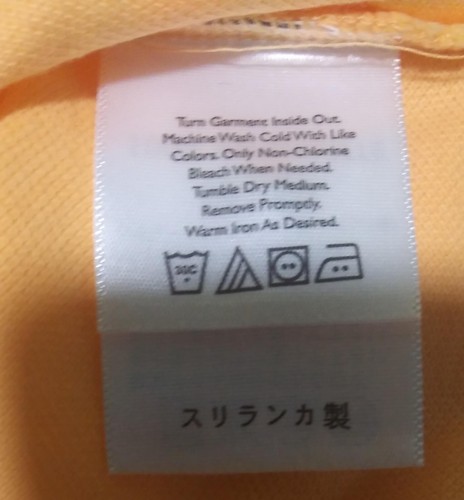 Turn Garment Inside Out.
Machine Wash Cold With Like
Colors. Only Non-Chlorine
Bleach When Needed.
Tumble Dry Medium.
Remove Promptly.
Warm Iron As Desired.
30C
スリランカ製